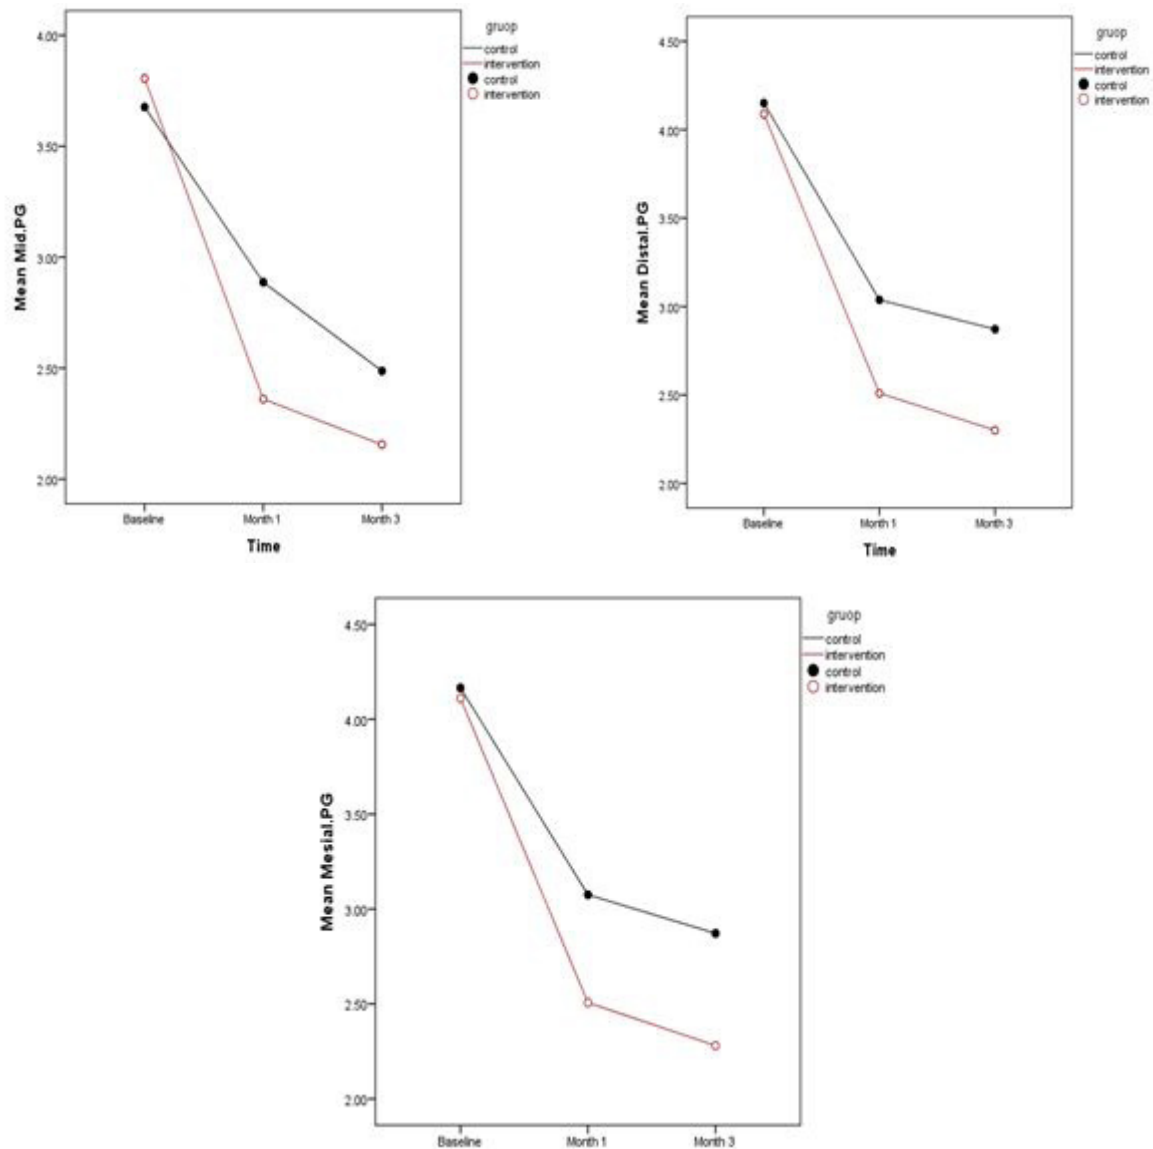 gruop
control
intervention
control
intervention
4.00
3.50
3.00
2.50
2.00
Mean Mid.PG
Baseline
Month 1
Month 3
Time
gruop
control
intervention
control
intervention
4.50
4.00
3.50
3.00
2.50
2.00
Mean Distal.PG
Baseline
Month 1
Month 3
Time
gruop
control
intervention
control
intervention
4.50
4.00
3.50
3.00
2.50
2.00
Mean Mesial.PG
Baseline
Month 1
Month 3